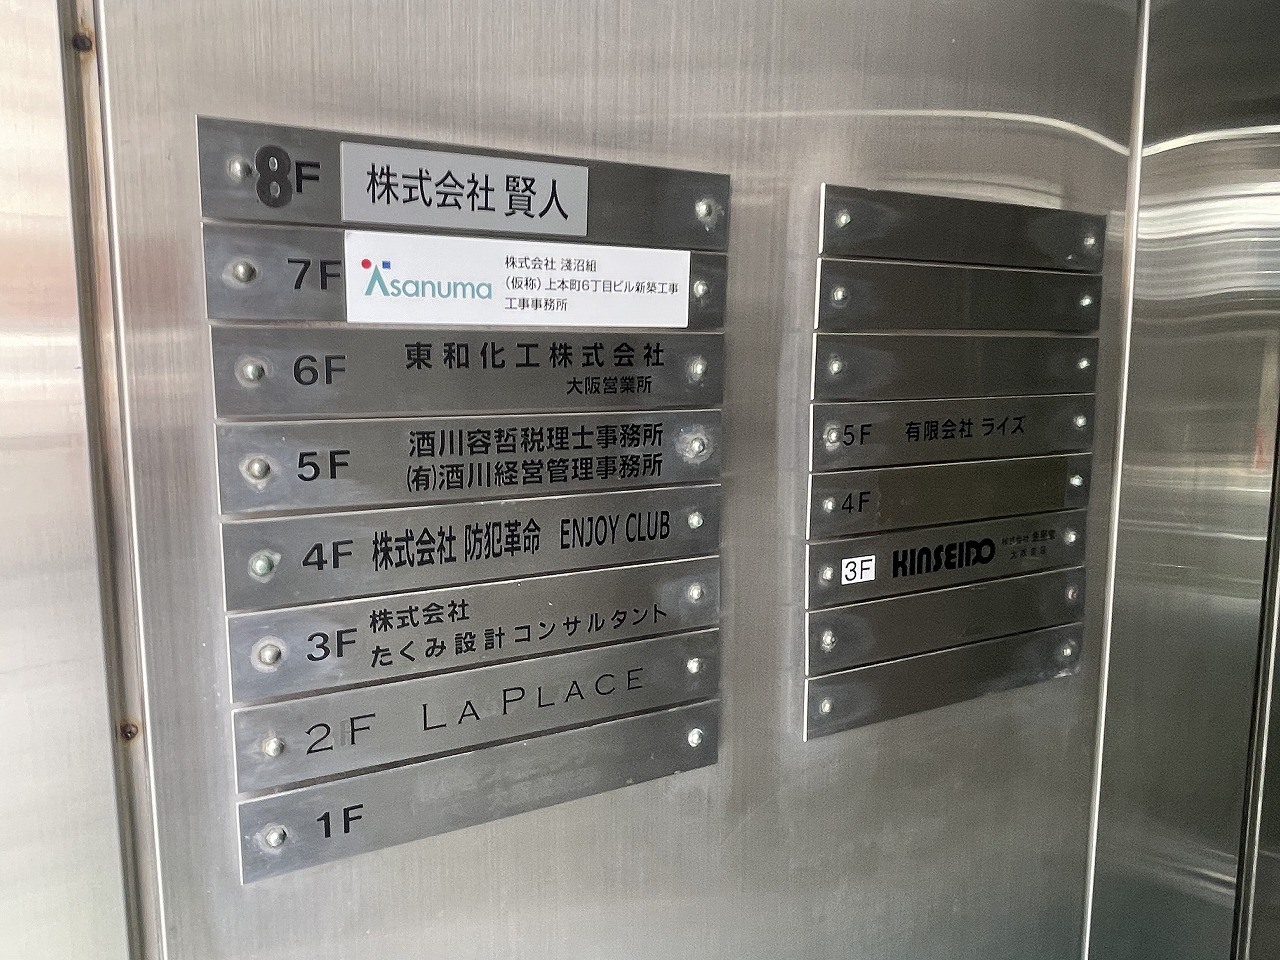 8F 株式会社 賢人
7F Asanuma 株式会社 淺沼組
(仮称)上本町6丁目ビル新築工事
工事事務所
6F 東和化工株式会社
大阪営業所
5F 酒川容哲税理士事務所
(有)酒川経営管理事務所
4F 株式会社 防犯革命 ENJOY CLUB
3F 株式会社
たくみ設計コンサルタント
2F LA PLACE
1F
5F 有限会社 ライズ
4F
3F KINSEIDO 株式会社